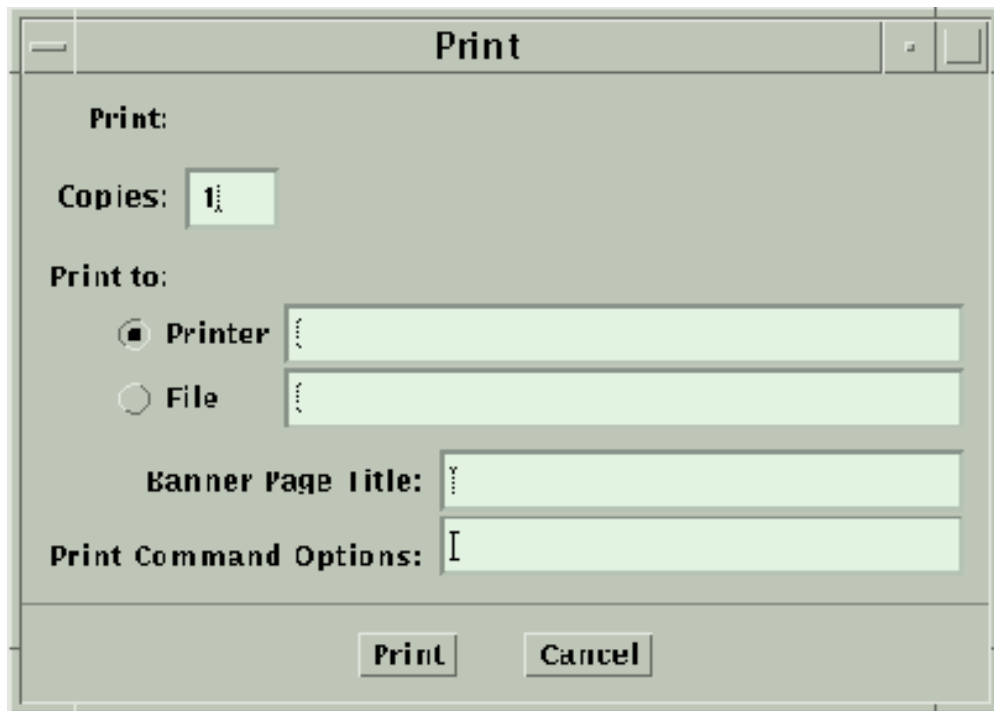 Print
Print:
Copies: 1
Print to:
Printer
File
Banner Page Title:
Print Command Options:
Print Cancel